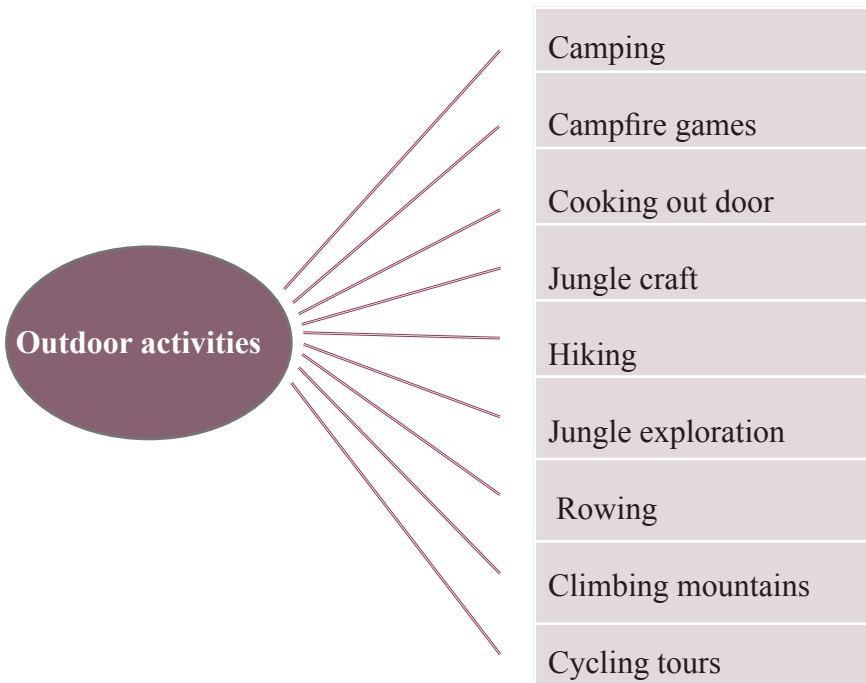 Outdoor activities
Camping
Campfire games
Cooking out door
Jungle craft
Hiking
Jungle exploration
Rowing
Climbing mountains
Cycling tours